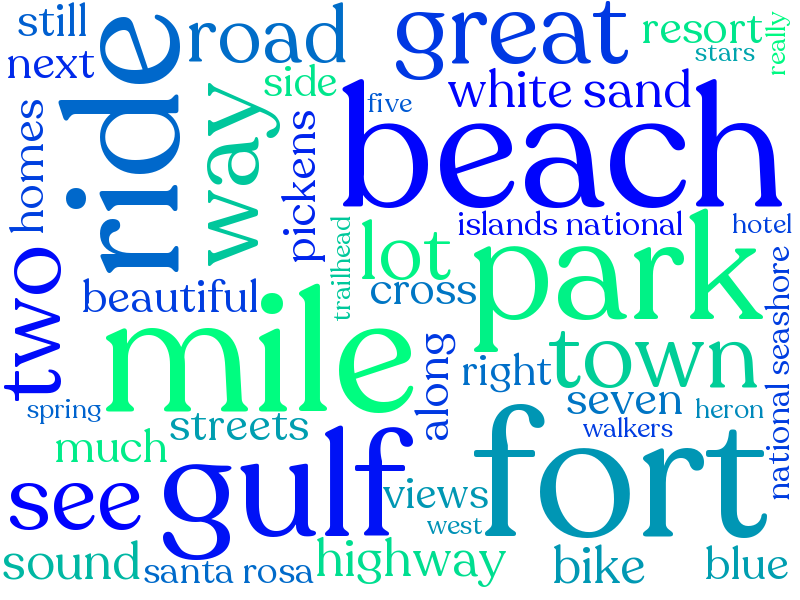 still
next
ride
road
great
resort
stars
really
side
five
white sand
beach
homes
way
pickens
islands national
hotel
trailhead
lot
park
two
beautiful
cross
national seashore
mile
along
right
town
seven
spring
streets
walkers
heron
much
see
gulf
views
west
fort
sound
santa rosa
highway
bike
blue